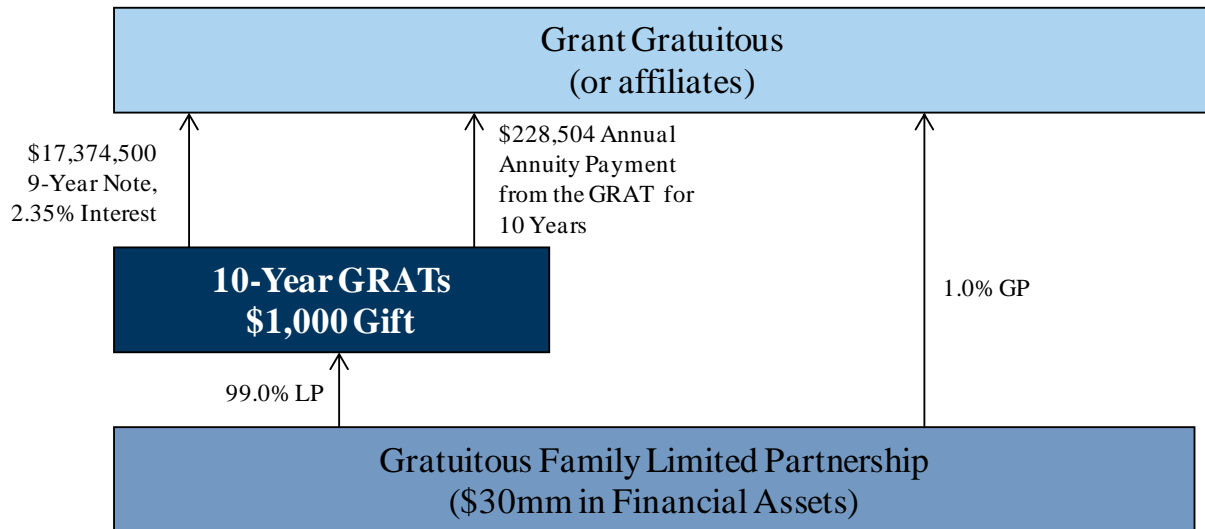 Grant Gratuitous
(or affiliates)
$17,374,500
9-Year Note,
2.35% Interest
$228,504 Annual
Annuity Payment
from the GRAT for
10 Years
10-Year GRATs
$1,000 Gift
1.0% GP
99.0% LP
Gratuitous Family Limited Partnership
($30mm in Financial Assets)